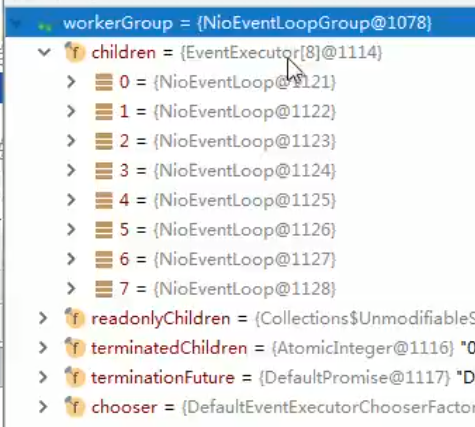 workerGroup = {NioEventLoopGroup@1078}
f children = {EventExecutor[8]@1114}
0 = {NioEventLoop@1121}
1 = {NioEventLoop@1122}
2 = {NioEventLoop@1123}
3 = {NioEventLoop@1124}
4 = {NioEventLoop@1125}
5 = {NioEventLoop@1126}
6 = {NioEventLoop@1127}
7 = {NioEventLoop@1128}
f readonlyChildren = {Collections$UnmodifiableS
f terminatedChildren = {AtomicInteger@1116} "0
f terminationFuture = {DefaultPromise@1117} "D
f chooser = {DefaultEventExecutorChooserFactor